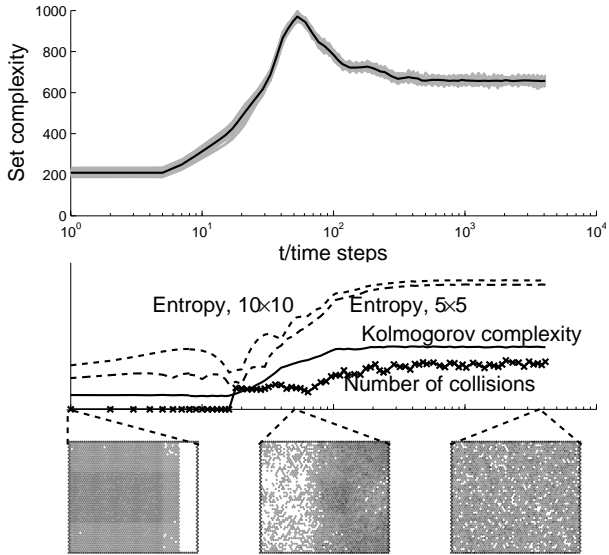 1000
800
600
400
200
0
Set complexity
10^0
10^1
10^2
10^3
10^4
t/time steps
Entropy, 10×10
Entropy, 5×5
Kolmogorov complexity
Number of collisions